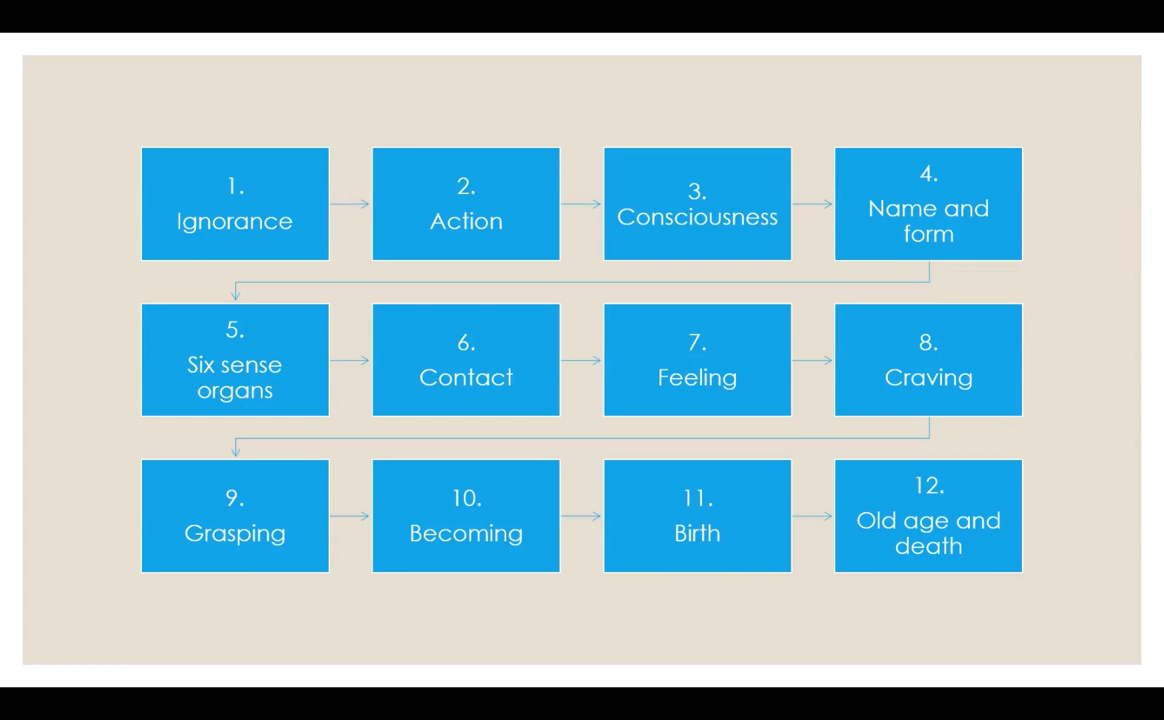 1.
Ignorance
2.
Action
3.
Consciousness
4.
Name and
form
5.
Six sense
organs
6.
Contact
7.
Feeling
8.
Craving
9.
Grasping
10.
Becoming
11.
Birth
12.
Old age and
death